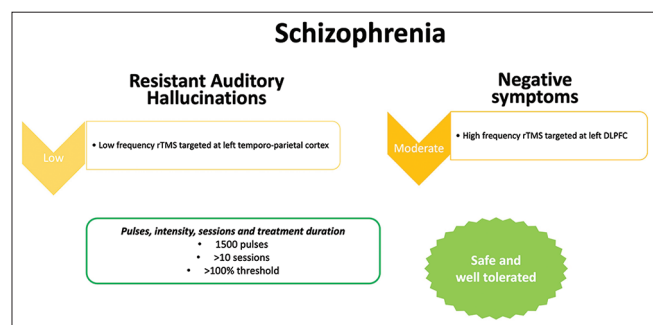 Schizophrenia
Resistant Auditory
Hallucinations
Low
• Low frequency rTMS targeted at left temporo-parietal cortex
Negative
symptoms
Moderate
• High frequency rTMS targeted at left DLPFC
Pulses, intensity, sessions and treatment duration
• 1500 pulses
• >10 sessions
• >100% threshold
Safe and
well tolerated